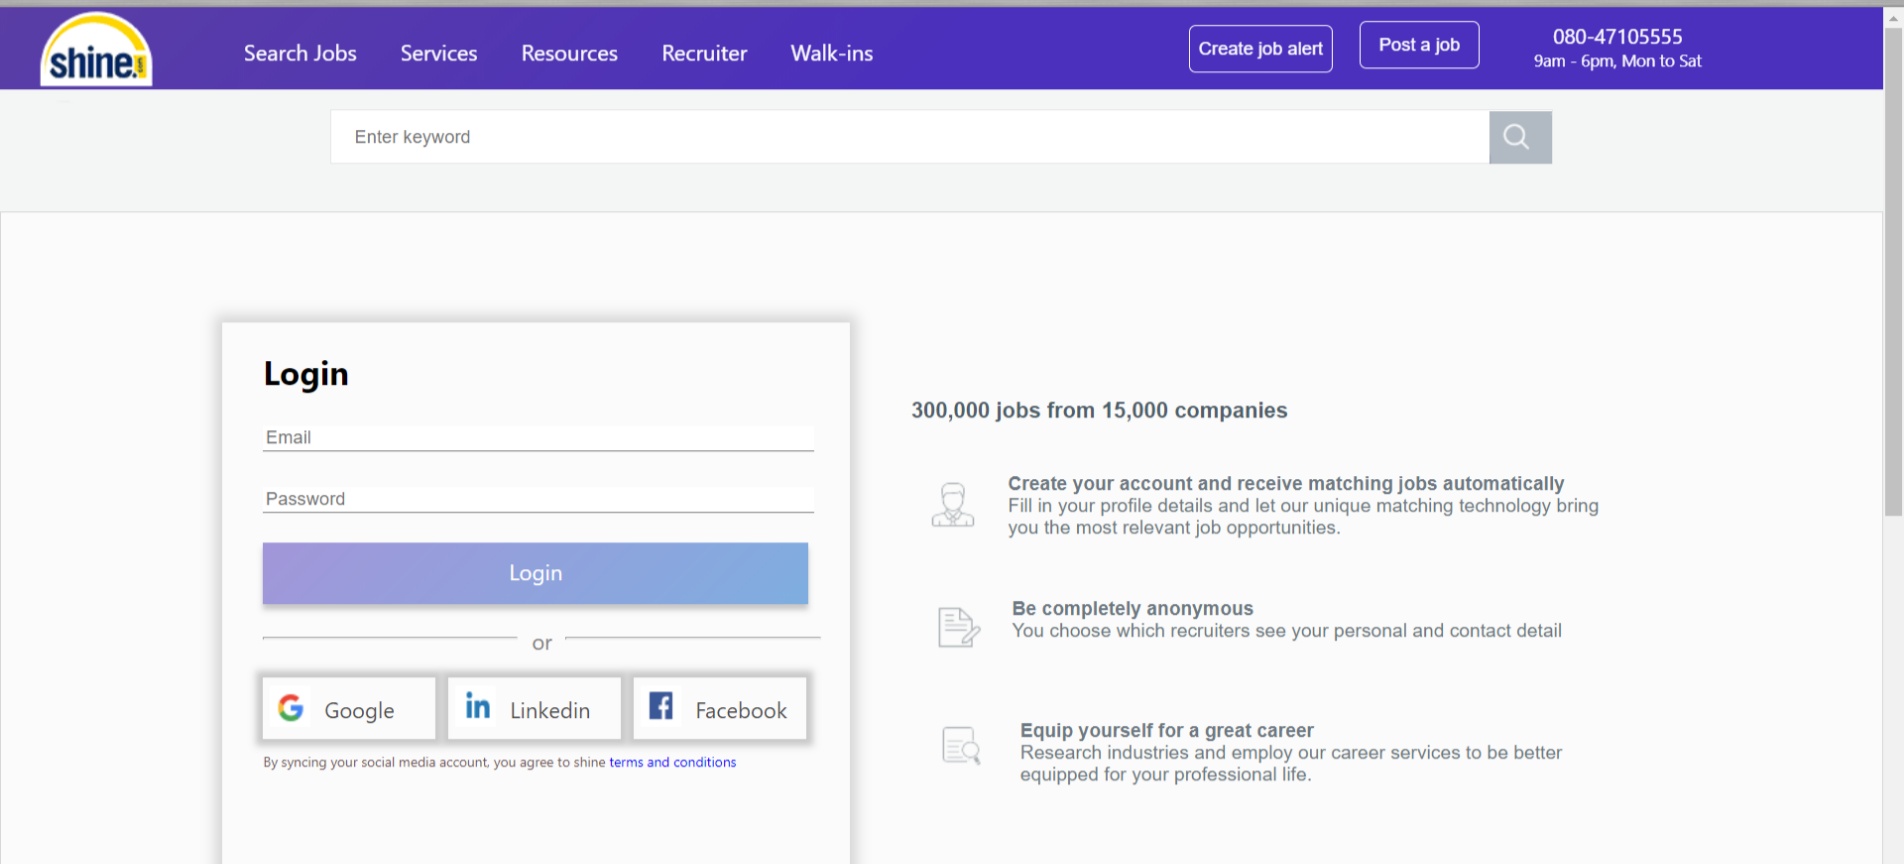 shine.com
Search Jobs
Services
Resources
Recruiter
Walk-ins
Create job alert
Post a job
080-47105555
9am - 6pm, Mon to Sat
Enter keyword
Login
Email
Password
Login
or
Google
Linkedin
Facebook
By syncing your social media account, you agree to shine terms and conditions
300,000 jobs from 15,000 companies
Create your account and receive matching jobs automatically
Fill in your profile details and let our unique matching technology bring
you the most relevant job opportunities.
Be completely anonymous
You choose which recruiters see your personal and contact detail
Equip yourself for a great career
Research industries and employ our career services to be better
equipped for your professional life.